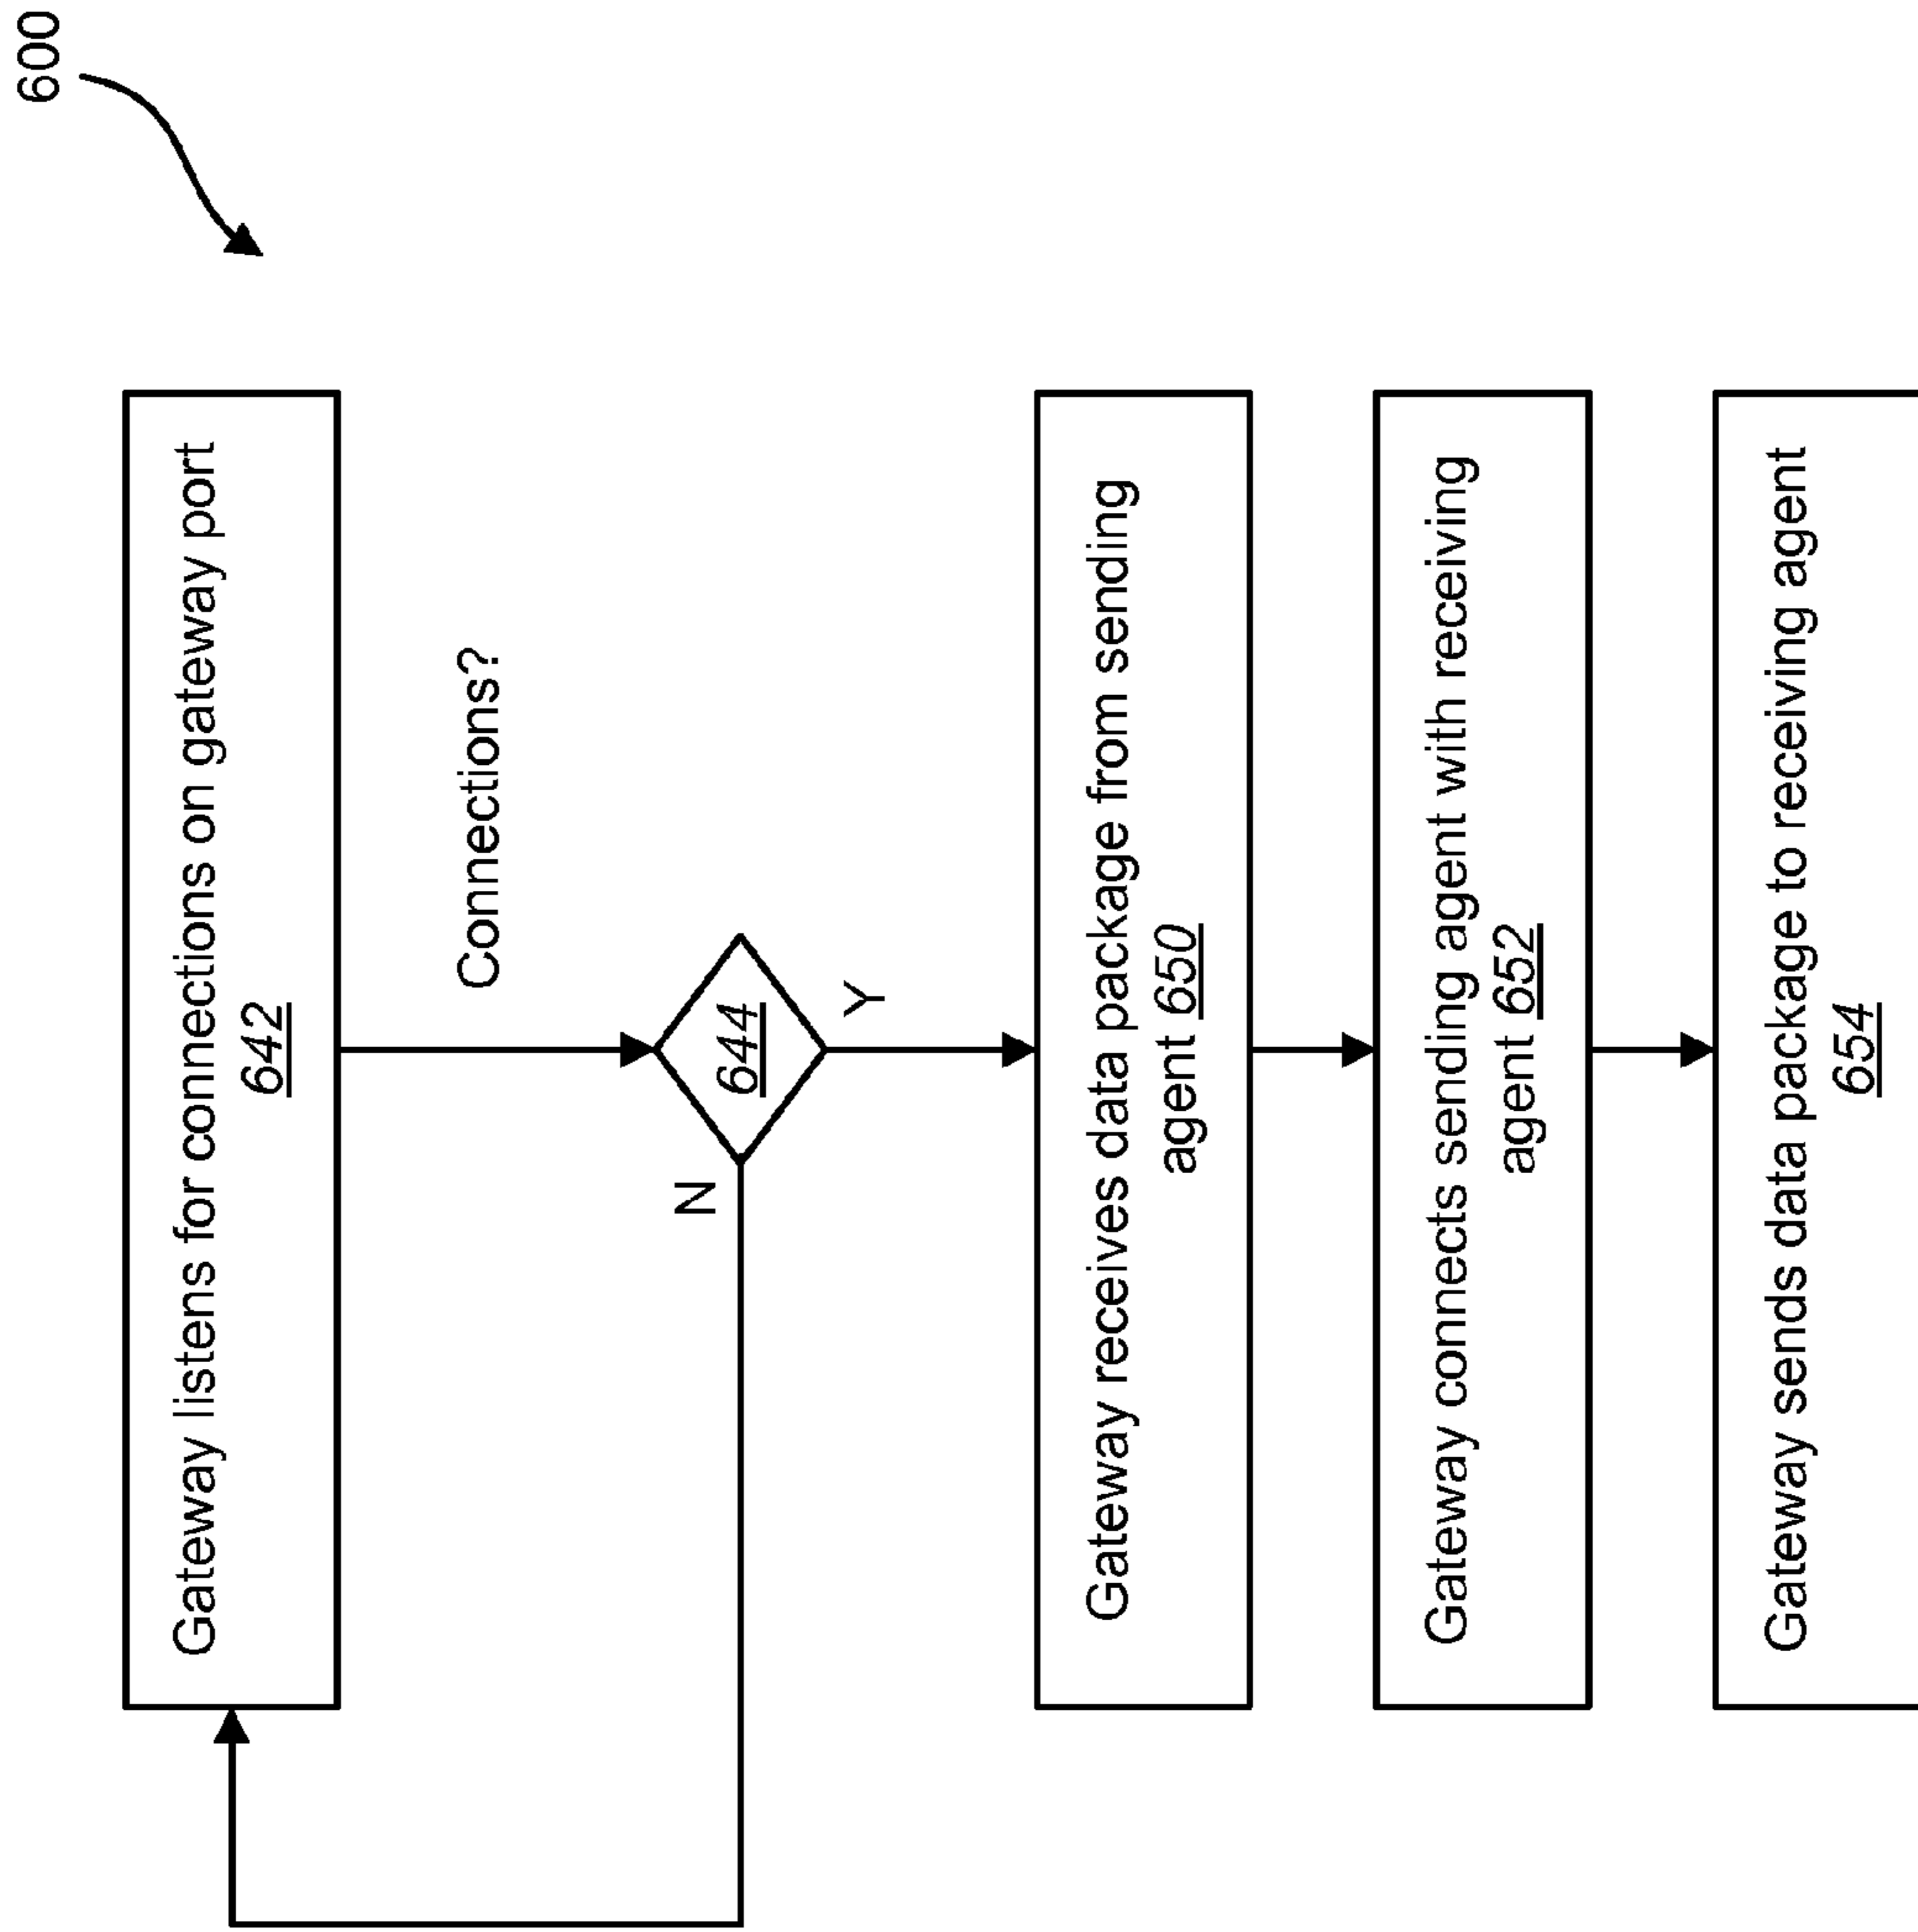 600
Gateway listens for connections on gateway port
642
Connections?
644
N
Y
Gateway receives data package from sending
agent 650
Gateway connects sending agent with receiving
agent 652
Gateway sends data package to receiving agent
654